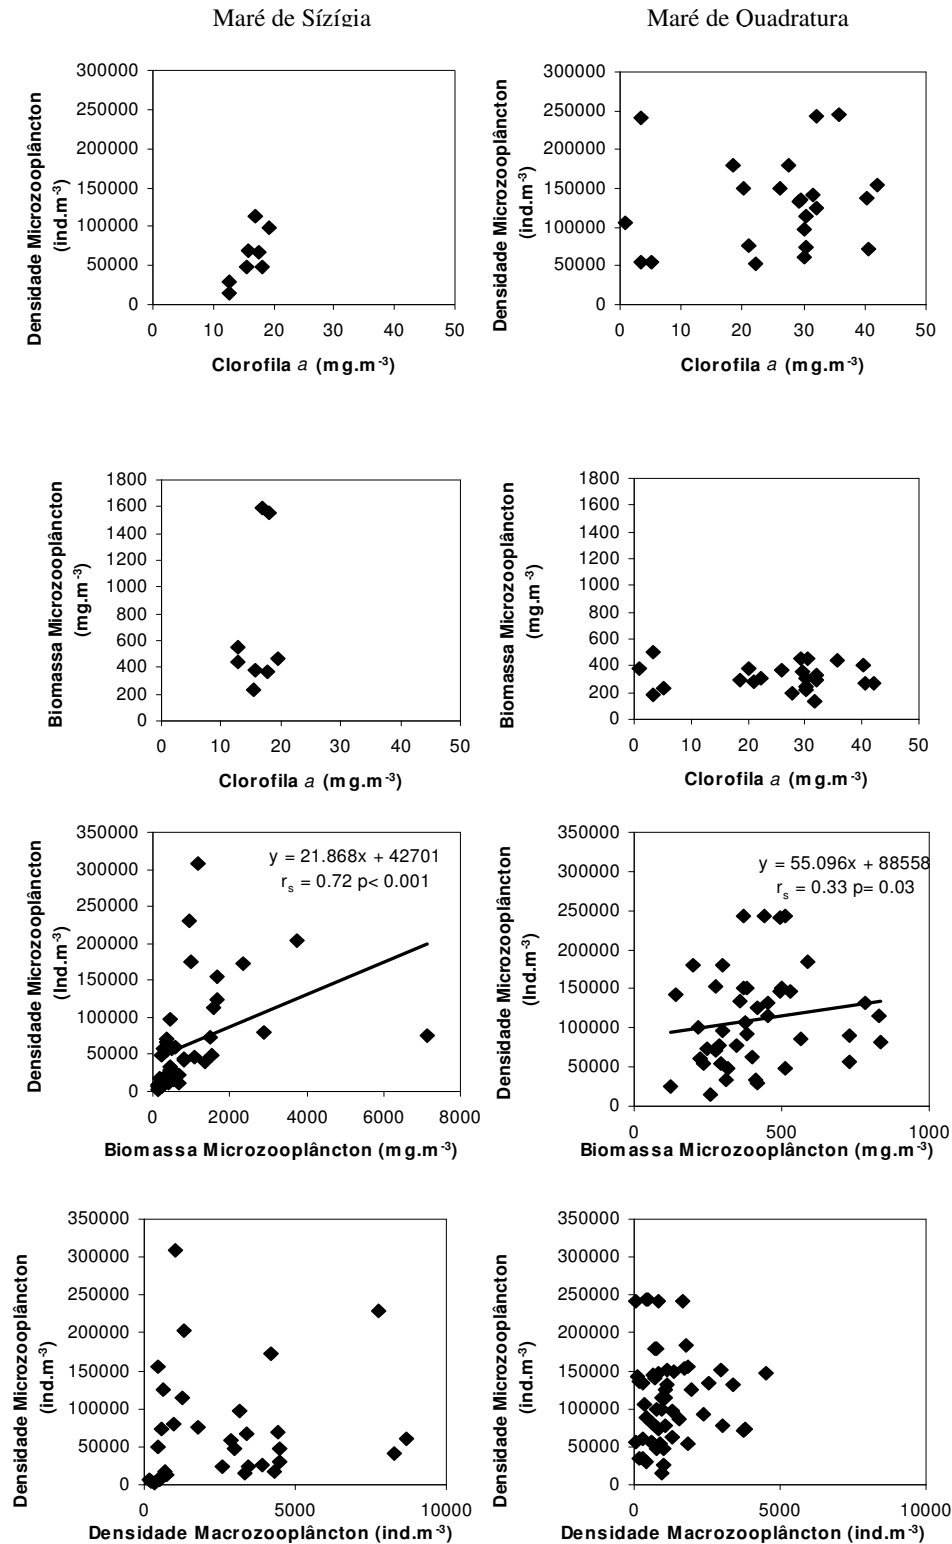 Maré de Sízígia
Maré de Quadratura
Densidade Microzooplâncton
(ind.m-3)
300000
250000
200000
150000
100000
50000
0
0 10 20 30 40 50
Clorofila a (mg.m-3)
Densidade Microzooplâncton
(ind.m-3)
300000
250000
200000
150000
100000
50000
0
0 10 20 30 40 50
Clorofila a (mg.m-3)
Biomassa Microzooplâncton
(mg.m-3)
1800
1600
1400
1200
1000
800
600
400
200
0
0 10 20 30 40 50
Clorofila a (mg.m-3)
Biomassa Microzooplâncton
(mg.m-3)
1800
1600
1400
1200
1000
800
600
400
200
0
0 10 20 30 40 50
Clorofila a (mg.m-3)
Densidade Microzooplâncton
(Ind.m-3)
350000
300000
250000
200000
150000
100000
50000
0
y = 21.868x + 42701
rs = 0.72 p< 0.001
0 2000 4000 6000 8000
Biomassa Microzooplâncton (mg.m-3)
Densidade Microzooplâncton
(Ind.m-3)
350000
300000
250000
200000
150000
100000
50000
0
y = 55.096x + 88558
rs = 0.33 p= 0.03
0 500 1000
Biomassa Microzooplâncton (mg.m-3)
Densidade Microzooplâncton
(ind.m-3)
350000
300000
250000
200000
150000
100000
50000
0
0 5000 10000
Densidade Macrozooplâncton (ind.m-3)
Densidade Microzooplâncton
(ind.m-3)
350000
300000
250000
200000
150000
100000
50000
0
0 5000 10000
Densidade Macrozooplâncton (ind.m-3)